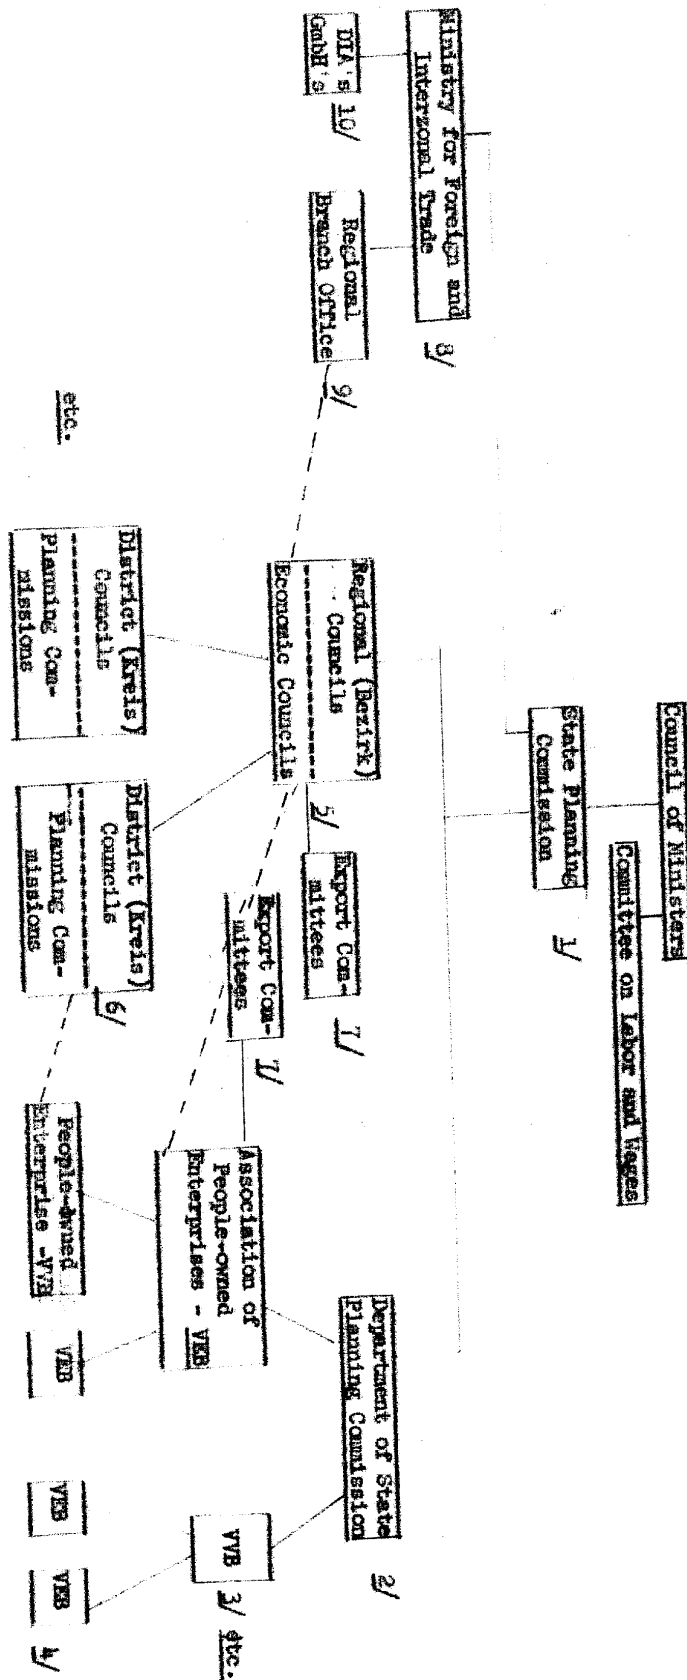 Council of Ministers
Committee on Labor and Wages
State Planning
Commission
1/
Ministry for Foreign and
Interzonal Trade
8/
DIA's
GmbH's
10/
Regional
Branch Office
9/
Regional (Bezirk)
Councils
Economic Councils
5/
Export Com-
mittees
7/
Export Com-
mittees
7/
Department of State
Planning Commission
2/
Association of
People-owned
Enterprises - VEB
VVB
3/ etc.
etc.
District (Kreis)
Councils
Planning Com-
missions
District (Kreis)
Councils
Planning Com-
missions
6/
People-owned
Enterprise -VVB
VEB
VEB
VEB
4/